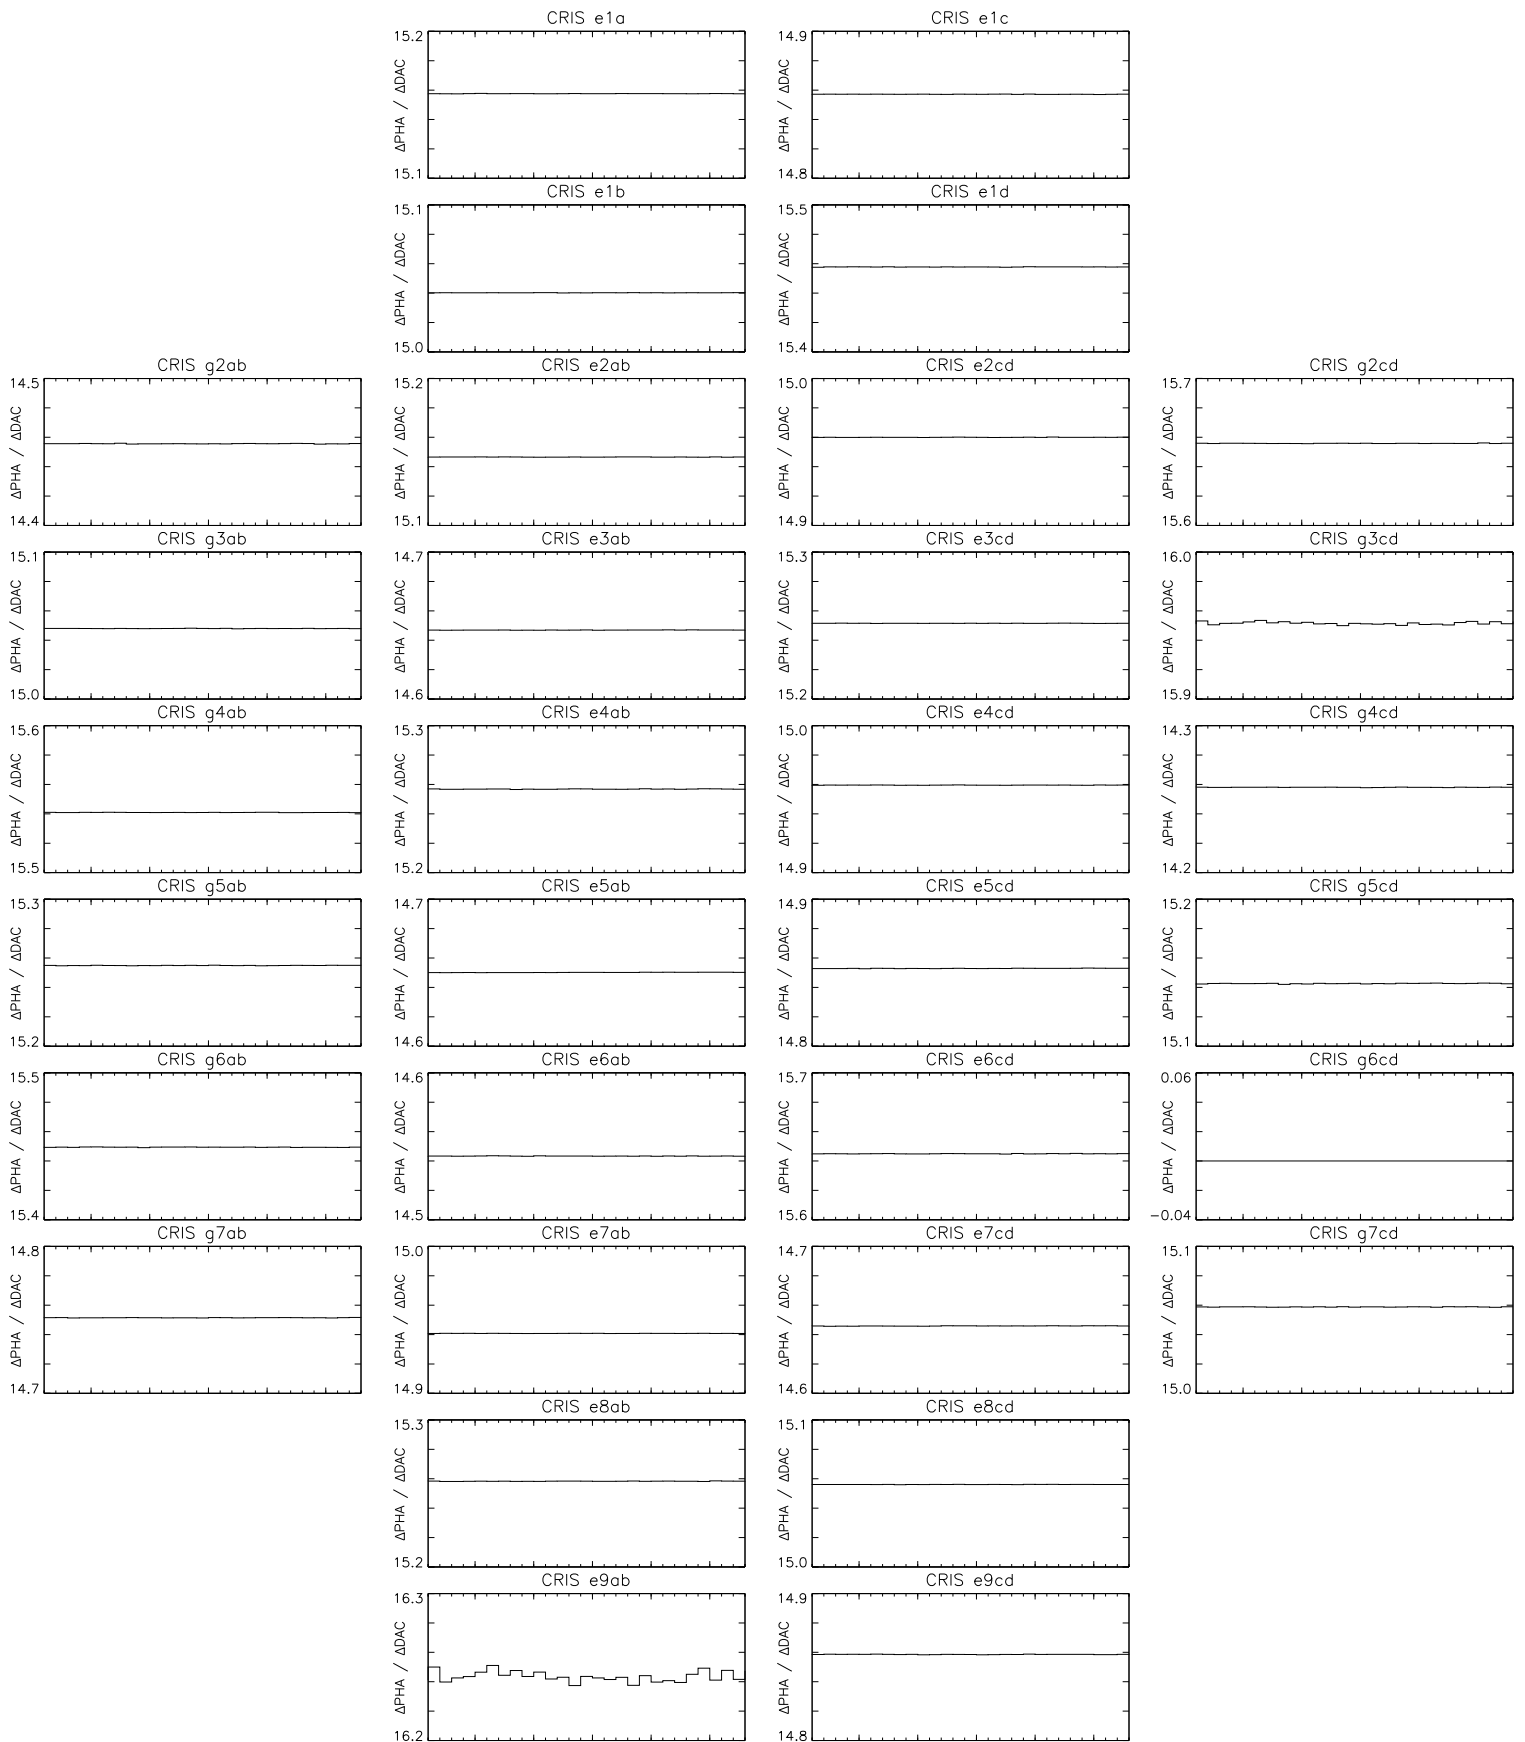 CRIS e1a
15.2
ΔPHA / ΔDAC
15.1
CRIS e1c
14.9
ΔPHA / ΔDAC
14.8
CRIS e1b
15.1
ΔPHA / ΔDAC
15.0
CRIS e1d
15.5
ΔPHA / ΔDAC
15.4
CRIS g2ab
14.5
ΔPHA / ΔDAC
14.4
CRIS e2ab
15.2
ΔPHA / ΔDAC
15.1
CRIS e2cd
15.0
ΔPHA / ΔDAC
14.9
CRIS g2cd
15.7
ΔPHA / ΔDAC
15.6
CRIS g3ab
15.1
ΔPHA / ΔDAC
15.0
CRIS e3ab
14.7
ΔPHA / ΔDAC
14.6
CRIS e3cd
15.3
ΔPHA / ΔDAC
15.2
CRIS g3cd
16.0
ΔPHA / ΔDAC
15.9
CRIS g4ab
15.6
ΔPHA / ΔDAC
15.5
CRIS e4ab
15.3
ΔPHA / ΔDAC
15.2
CRIS e4cd
15.0
ΔPHA / ΔDAC
14.9
CRIS g4cd
14.3
ΔPHA / ΔDAC
14.2
CRIS g5ab
15.3
ΔPHA / ΔDAC
15.2
CRIS e5ab
14.7
ΔPHA / ΔDAC
14.6
CRIS e5cd
14.9
ΔPHA / ΔDAC
14.8
CRIS g5cd
15.2
ΔPHA / ΔDAC
15.1
CRIS g6ab
15.5
ΔPHA / ΔDAC
15.4
CRIS e6ab
14.6
ΔPHA / ΔDAC
14.5
CRIS e6cd
15.7
ΔPHA / ΔDAC
15.6
CRIS g6cd
0.06
ΔPHA / ΔDAC
−0.04
CRIS g7ab
14.8
ΔPHA / ΔDAC
14.7
CRIS e7ab
15.0
ΔPHA / ΔDAC
14.9
CRIS e7cd
14.7
ΔPHA / ΔDAC
14.6
CRIS g7cd
15.1
ΔPHA / ΔDAC
15.0
CRIS e8ab
15.3
ΔPHA / ΔDAC
15.2
CRIS e8cd
15.1
ΔPHA / ΔDAC
15.0
CRIS e9ab
16.3
ΔPHA / ΔDAC
16.2
CRIS e9cd
14.9
ΔPHA / ΔDAC
14.8